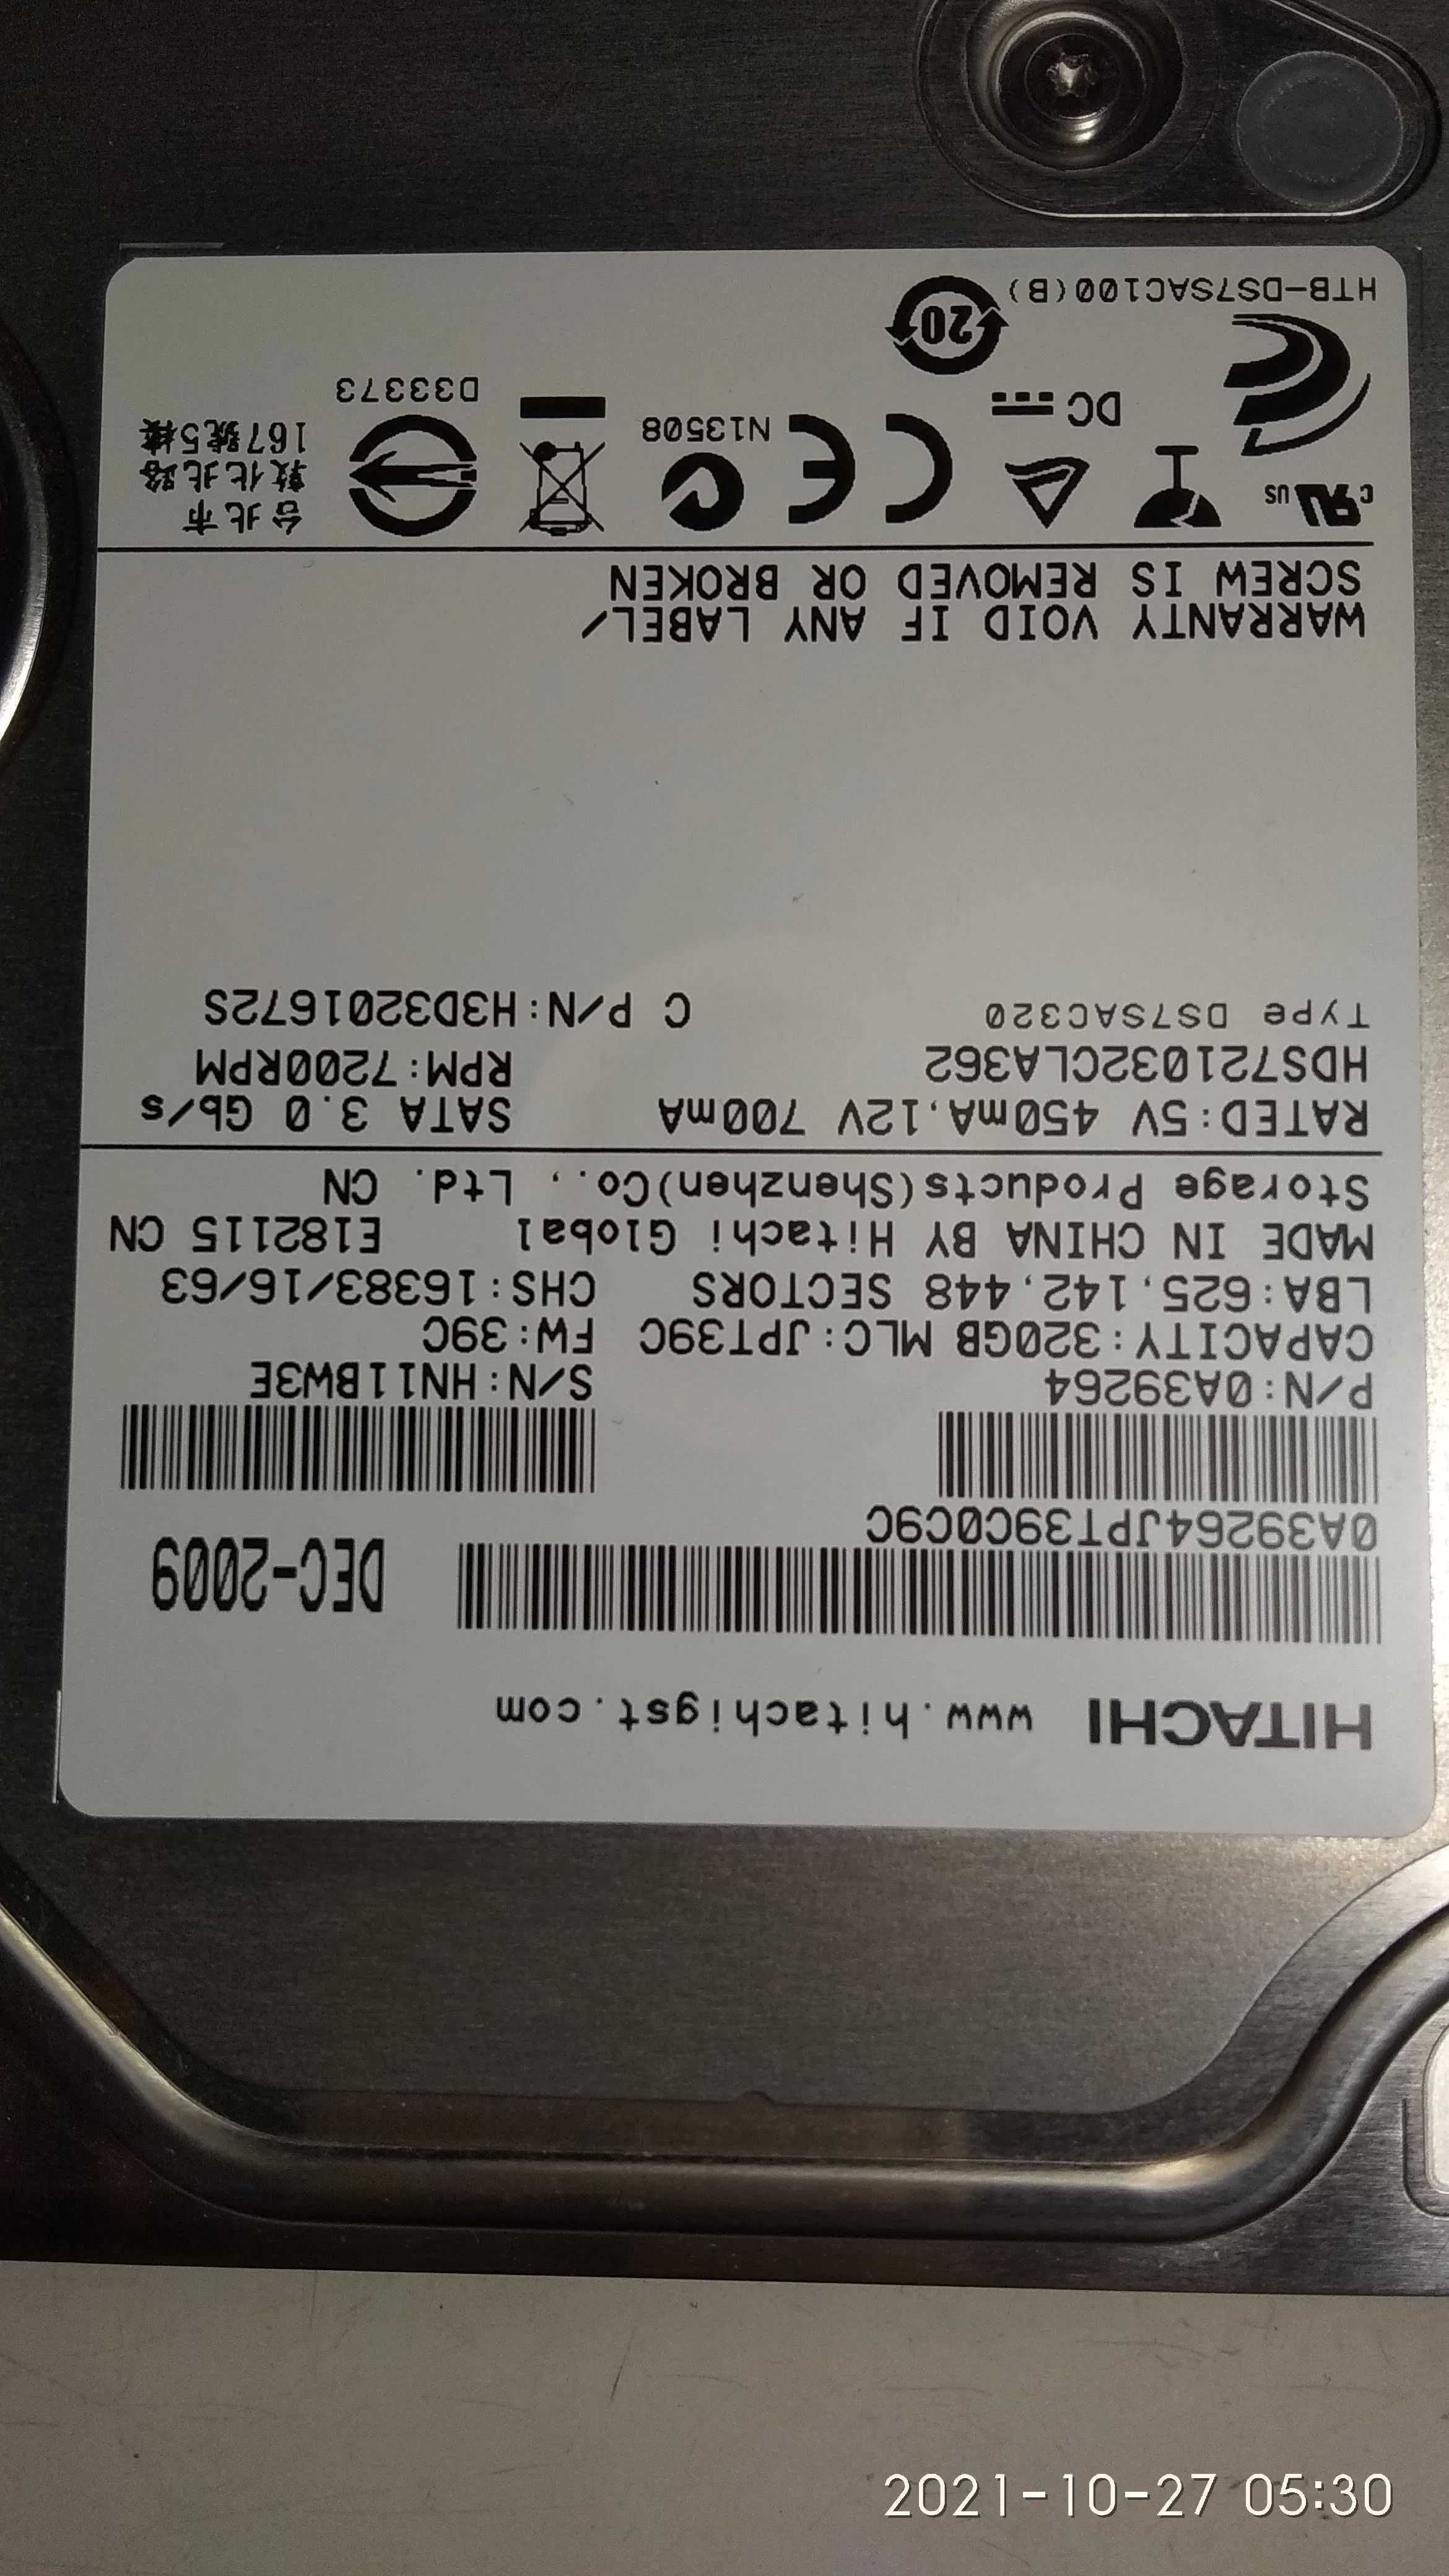 HITACHI www.hitachigst.com
DEC-2009
0A39264JPT39C0C9C
P/N:0A39264 S/N:HN11BW3E
CAPACITY:320GB MLC:JPT39C FW:39C
LBA:625,142,448 SECTORS CHS:16383/16/63
MADE IN CHINA BY Hitachi Global E182115 CN
Storage Products(Shenzhen)Co., Ltd. CN
RATED:5V 450mA,12V 700mA SATA 3.0 Gb/s
HDS721032CLA362 RPM:7200RPM
Type DS7SAC320 C P/N:H3D3201672S
WARRANTY VOID IF ANY LABEL/
SCREW IS REMOVED OR BROKEN
c RU us
CE
台北市
敦化北路
167號5樓
N13508
D33373
DC
20
HTB-DS7SAC100(B)
2021-10-27 05:30